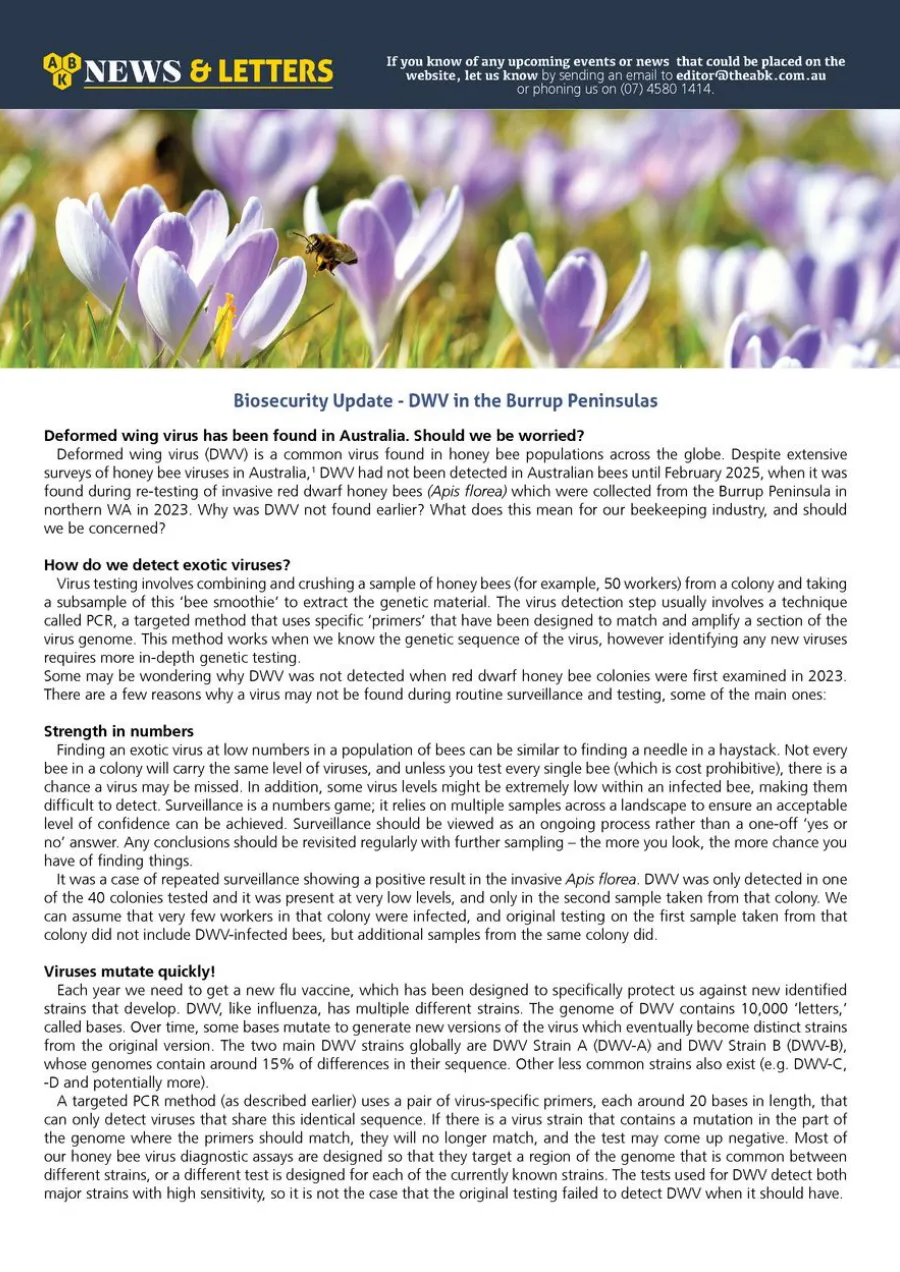 A B K
NEWS & LETTERS
If you know of any upcoming events or news that could be placed on the
website, let us know by sending an email to editor@theabk.com.au
or phoning us on (07) 4580 1414.
Biosecurity Update - DWV in the Burrup Peninsulas
Deformed wing virus has been found in Australia. Should we be worried?
Deformed wing virus (DWV) is a common virus found in honey bee populations across the globe. Despite extensive
surveys of honey bee viruses in Australia,¹ DWV had not been detected in Australian bees until February 2025, when it was
found during re-testing of invasive red dwarf honey bees (Apis florea) which were collected from the Burrup Peninsula in
northern WA in 2023. Why was DWV not found earlier? What does this mean for our beekeeping industry, and should
we be concerned?
How do we detect exotic viruses?
Virus testing involves combining and crushing a sample of honey bees (for example, 50 workers) from a colony and taking
a subsample of this ‘bee smoothie’ to extract the genetic material. The virus detection step usually involves a technique
called PCR, a targeted method that uses specific ‘primers’ that have been designed to match and amplify a section of the
virus genome. This method works when we know the genetic sequence of the virus, however identifying any new viruses
requires more in-depth genetic testing.
Some may be wondering why DWV was not detected when red dwarf honey bee colonies were first examined in 2023.
There are a few reasons why a virus may not be found during routine surveillance and testing, some of the main ones:
Strength in numbers
Finding an exotic virus at low numbers in a population of bees can be similar to finding a needle in a haystack. Not every
bee in a colony will carry the same level of viruses, and unless you test every single bee (which is cost prohibitive), there is a
chance a virus may be missed. In addition, some virus levels might be extremely low within an infected bee, making them
difficult to detect. Surveillance is a numbers game; it relies on multiple samples across a landscape to ensure an acceptable
level of confidence can be achieved. Surveillance should be viewed as an ongoing process rather than a one-off ‘yes or
no’ answer. Any conclusions should be revisited regularly with further sampling – the more you look, the more chance you
have of finding things.
It was a case of repeated surveillance showing a positive result in the invasive Apis florea. DWV was only detected in one
of the 40 colonies tested and it was present at very low levels, and only in the second sample taken from that colony. We
can assume that very few workers in that colony were infected, and original testing on the first sample taken from that
colony did not include DWV-infected bees, but additional samples from the same colony did.
Viruses mutate quickly!
Each year we need to get a new flu vaccine, which has been designed to specifically protect us against new identified
strains that develop. DWV, like influenza, has multiple different strains. The genome of DWV contains 10,000 ‘letters,’
called bases. Over time, some bases mutate to generate new versions of the virus which eventually become distinct strains
from the original version. The two main DWV strains globally are DWV Strain A (DWV-A) and DWV Strain B (DWV-B),
whose genomes contain around 15% of differences in their sequence. Other less common strains also exist (e.g. DWV-C,
-D and potentially more).
A targeted PCR method (as described earlier) uses a pair of virus-specific primers, each around 20 bases in length, that
can only detect viruses that share this identical sequence. If there is a virus strain that contains a mutation in the part of
the genome where the primers should match, they will no longer match, and the test may come up negative. Most of
our honey bee virus diagnostic assays are designed so that they target a region of the genome that is common between
different strains, or a different test is designed for each of the currently known strains. The tests used for DWV detect both
major strains with high sensitivity, so it is not the case that the original testing failed to detect DWV when it should have.